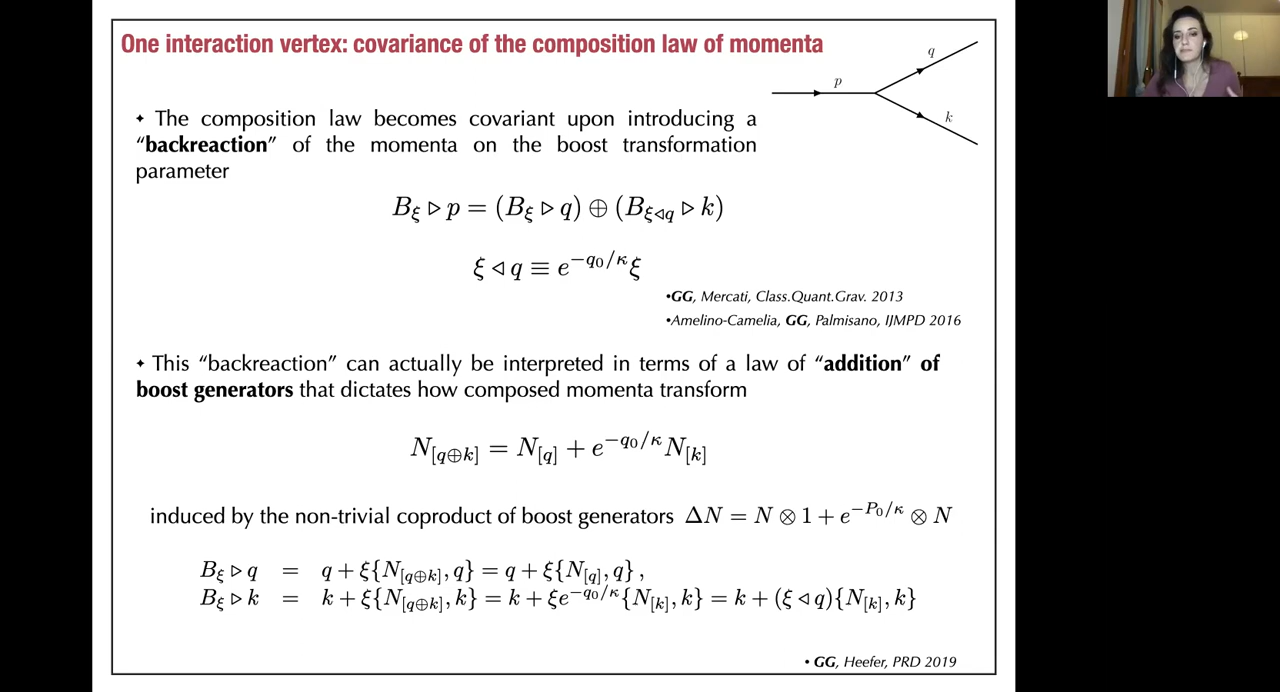 One interaction vertex: covariance of the composition law of momenta
p
q
k
✦ The composition law becomes covariant upon introducing a
“backreaction” of the momenta on the boost transformation
parameter
B_ξ ▷ p = (B_ξ ▷ q) ⊕ (B_{ξ◁q} ▷ k)
ξ ◁ q ≡ e^{−q_0/κ} ξ
•GG, Mercati, Class.Quant.Grav. 2013
•Amelino-Camelia, GG, Palmisano, IJMPD 2016
✦ This “backreaction” can actually be interpreted in terms of a law of “addition” of
boost generators that dictates how composed momenta transform
N_{[q⊕k]} = N_{[q]} + e^{−q_0/κ} N_{[k]}
induced by the non-trivial coproduct of boost generators ΔN = N ⊗ 1 + e^{−P_0/κ} ⊗ N
B_ξ ▷ q = q + ξ{N_{[q⊕k]}, q} = q + ξ{N_{[q]}, q} ,
B_ξ ▷ k = k + ξ{N_{[q⊕k]}, k} = k + ξe^{−q_0/κ}{N_{[k]}, k} = k + (ξ ◁ q){N_{[k]}, k}
• GG, Heefer, PRD 2019